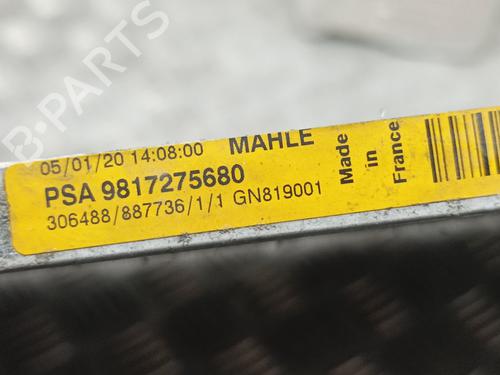 B-PARTS
05/01/20 14:08:00 MAHLE
PSA 9817275680
306488/887736/1/1 GN819001
Made
in
France